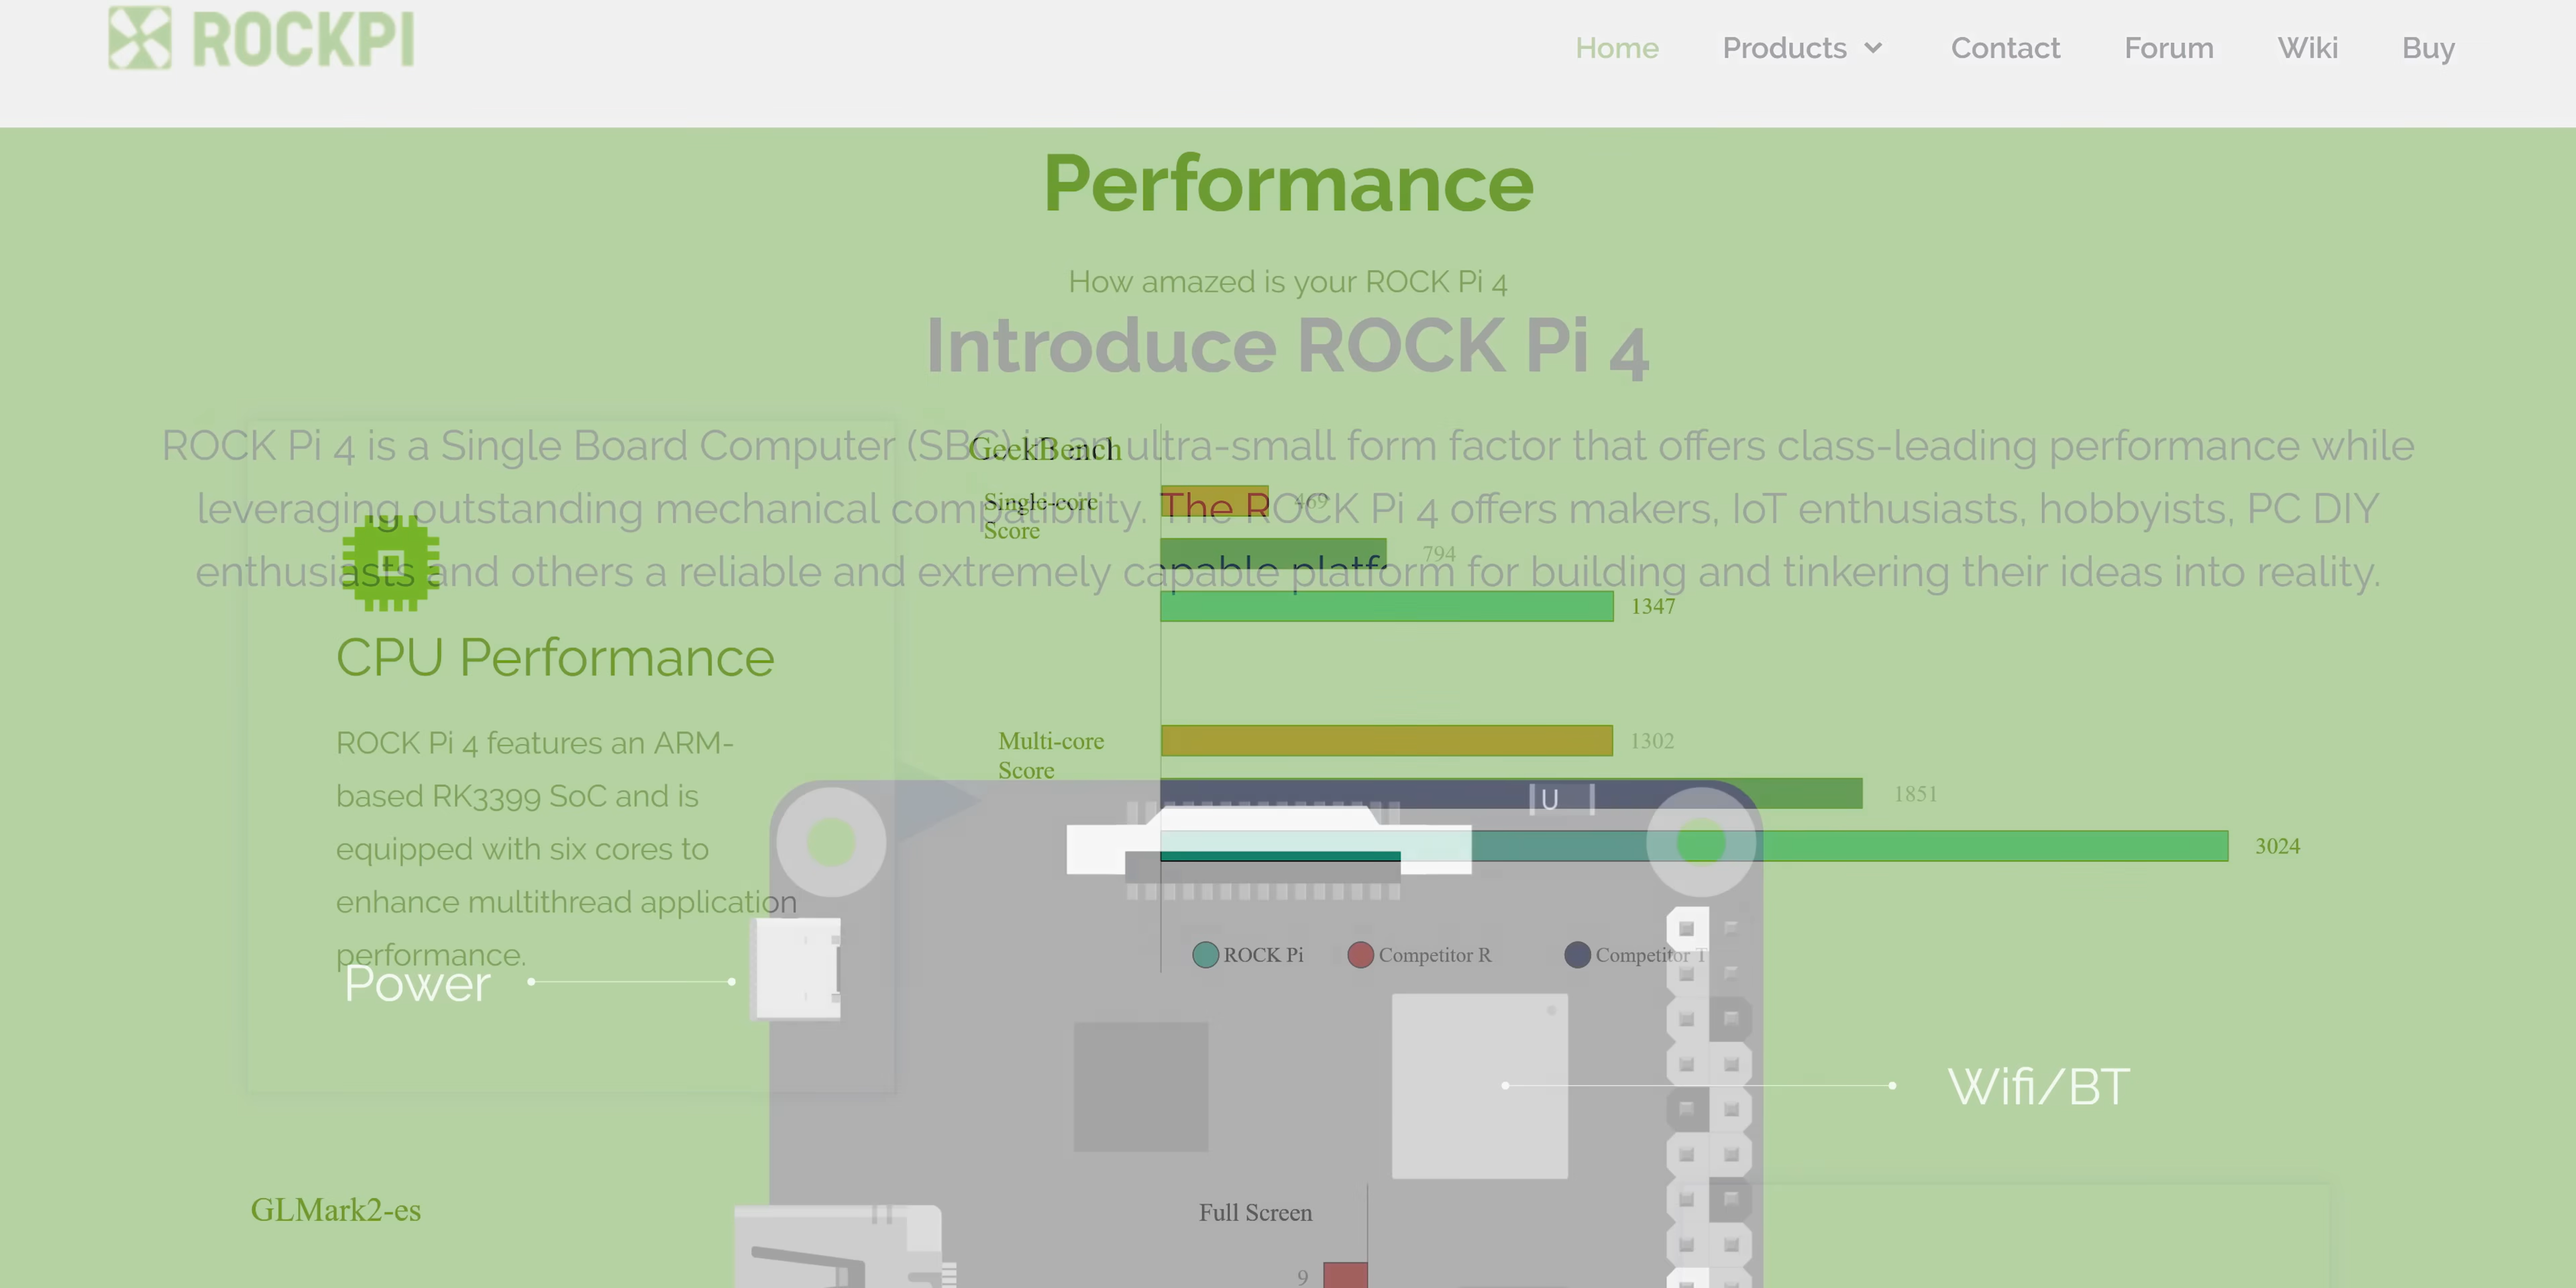 ROCKPI
Home Products Contact Forum Wiki Buy
Performance
How amazed is your ROCK Pi 4
Introduce ROCK Pi 4
ROCK Pi 4 is a Single Board Computer (SBC) in an ultra-small form factor that offers class-leading performance while
leveraging outstanding mechanical compatibility. The ROCK Pi 4 offers makers, IoT enthusiasts, hobbyists, PC DIY
enthusiasts and others a reliable and extremely capable platform for building and tinkering their ideas into reality.
GeekBench
Single-core
Score
469
794
1347
CPU Performance
ROCK Pi 4 features an ARM-
based RK3399 SoC and is
equipped with six cores to
enhance multithread application
performance.
Multi-core
Score
1302
U
1851
3024
ROCK Pi Competitor R Competitor T
Power
Wifi/BT
GLMark2-es
Full Screen
9